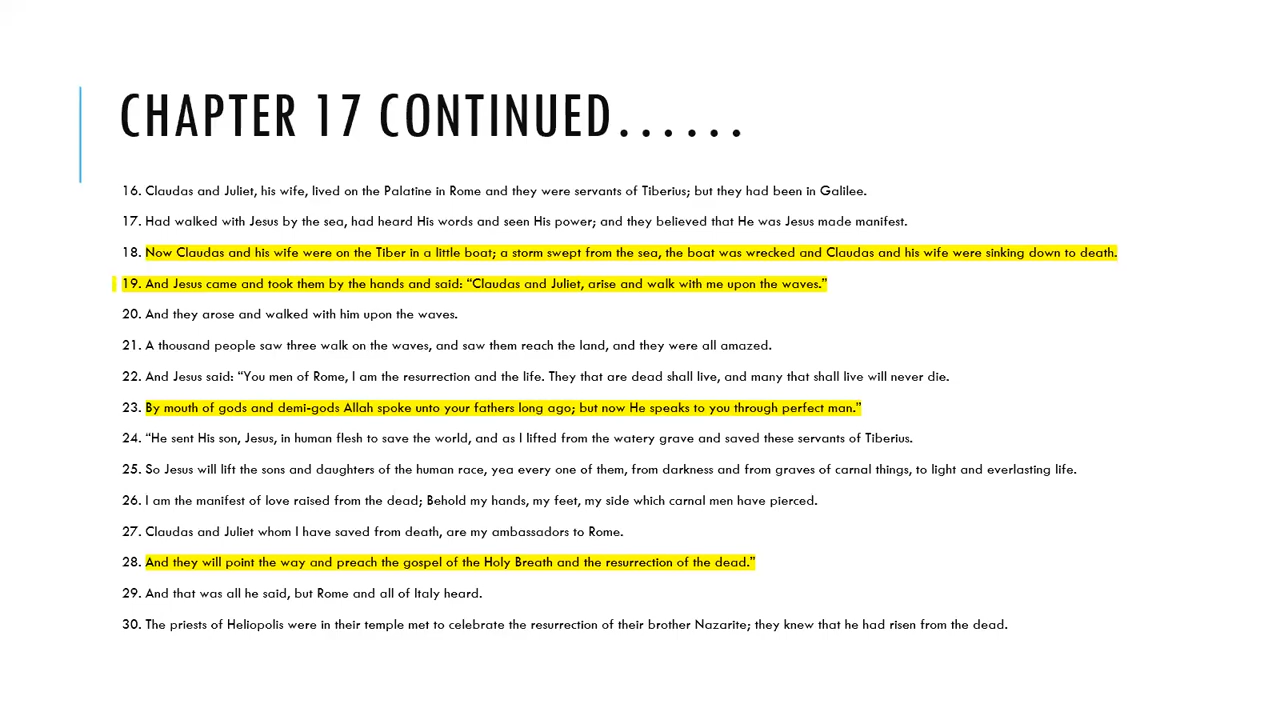 CHAPTER 17 CONTINUED......
16. Claudas and Juliet, his wife, lived on the Palatine in Rome and they were servants of Tiberius; but they had been in Galilee.
17. Had walked with Jesus by the sea, had heard His words and seen His power; and they believed that He was Jesus made manifest.
18. Now Claudas and his wife were on the Tiber in a little boat; a storm swept from the sea, the boat was wrecked and Claudas and his wife were sinking down to death.
19. And Jesus came and took them by the hands and said: “Claudas and Juliet, arise and walk with me upon the waves.”
20. And they arose and walked with him upon the waves.
21. A thousand people saw three walk on the waves, and saw them reach the land, and they were all amazed.
22. And Jesus said: “You men of Rome, I am the resurrection and the life. They that are dead shall live, and many that shall live will never die.
23. By mouth of gods and demi-gods Allah spoke unto your fathers long ago; but now He speaks to you through perfect man.”
24. “He sent His son, Jesus, in human flesh to save the world, and as I lifted from the watery grave and saved these servants of Tiberius.
25. So Jesus will lift the sons and daughters of the human race, yea every one of them, from darkness and from graves of carnal things, to light and everlasting life.
26. I am the manifest of love raised from the dead; Behold my hands, my feet, my side which carnal men have pierced.
27. Claudas and Juliet whom I have saved from death, are my ambassadors to Rome.
28. And they will point the way and preach the gospel of the Holy Breath and the resurrection of the dead.”
29. And that was all he said, but Rome and all of Italy heard.
30. The priests of Heliopolis were in their temple met to celebrate the resurrection of their brother Nazarite; they knew that he had risen from the dead.